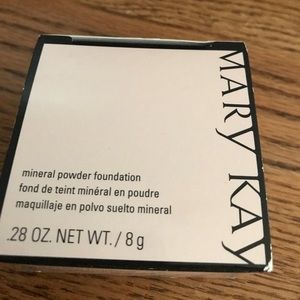 MARY KAY
mineral powder foundation
fond de teint minéral en poudre
maquillaje en polvo suelto mineral
.28 OZ. NET WT./8 g